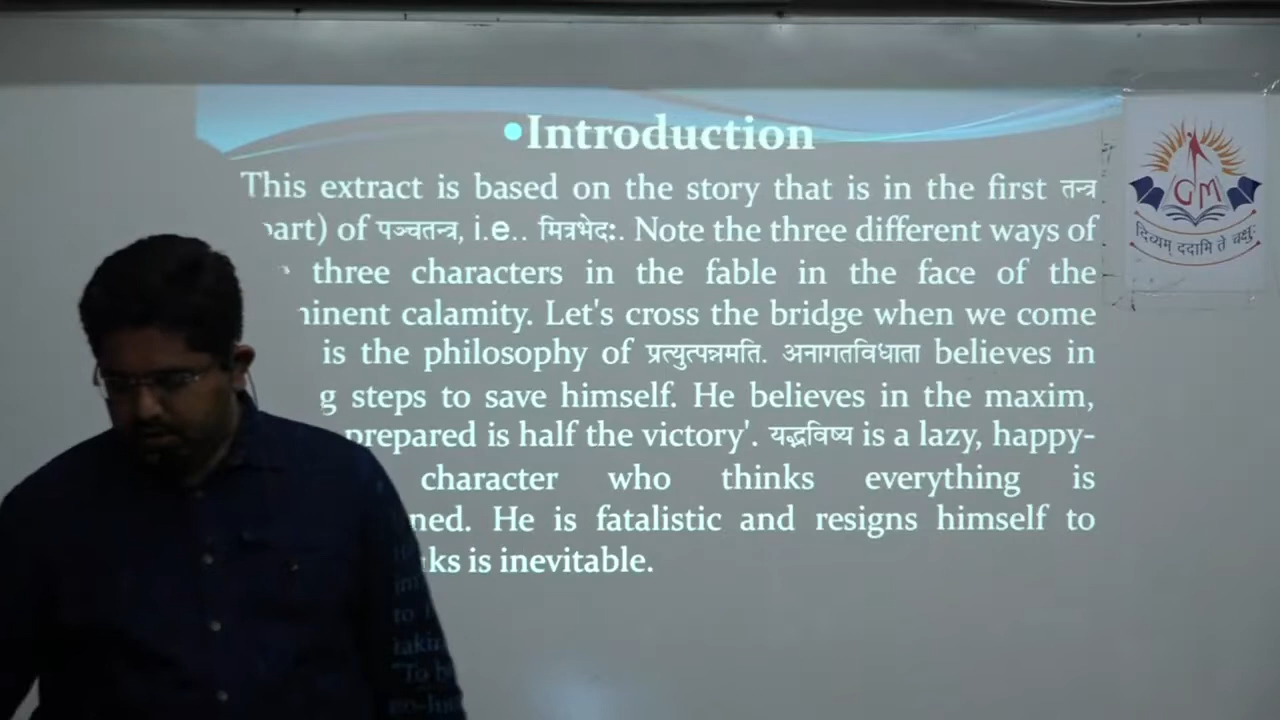 •Introduction
This extract is based on the story that is in the first तन्त्र
part) of पञ्चतन्त्र, i.e.. मित्रभेदः. Note the three different ways of
three characters in the fable in the face of the
calamity. Let's cross the bridge when we come
is the philosophy of प्रत्युत्पन्नमति. अनागतविधाता believes in
steps to save himself. He believes in the maxim,
prepared is half the victory'. यद्भविष्य is a lazy, happy-
character who thinks everything is
He is fatalistic and resigns himself to
is inevitable.
GM
दिव्यम् ददामि ते चक्षुः